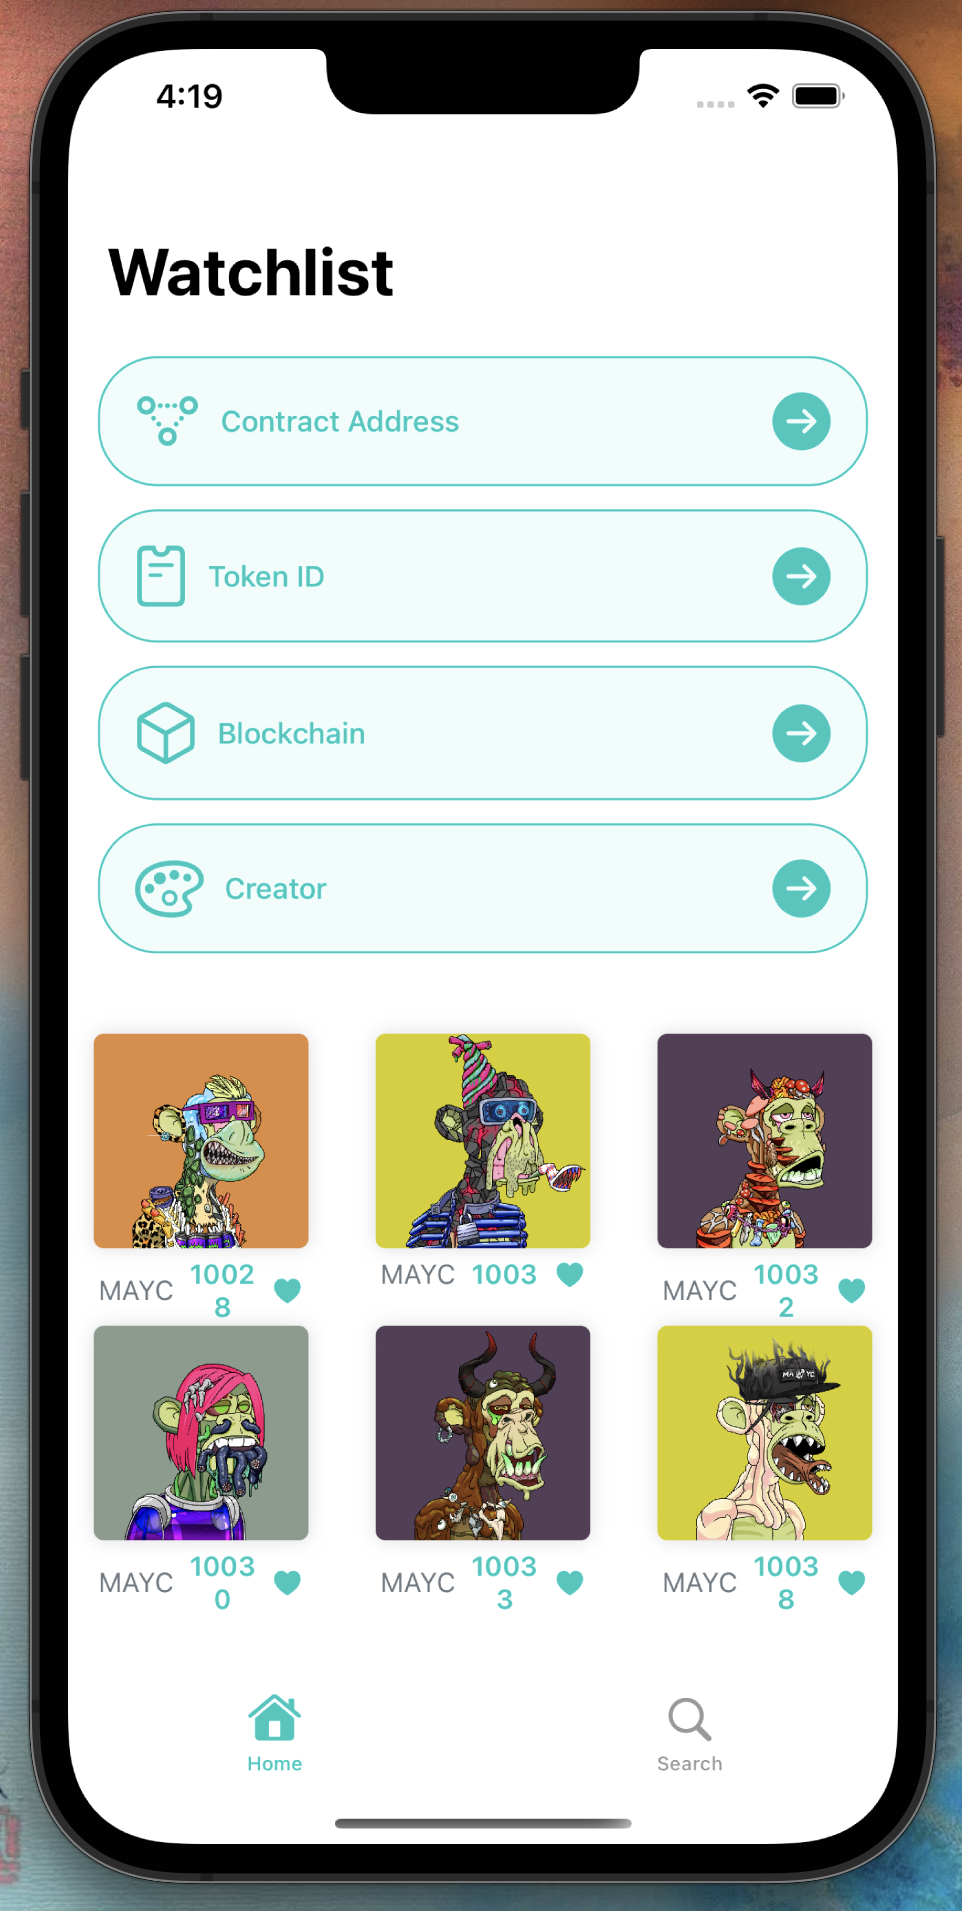 4:19
Watchlist
Contract Address
Token ID
Blockchain
Creator
MAYC 1002
8
MAYC 1003
MAYC 1003
2
MAYC 1003
0
MAYC 1003
3
MAYC 1003
8
Home
Search